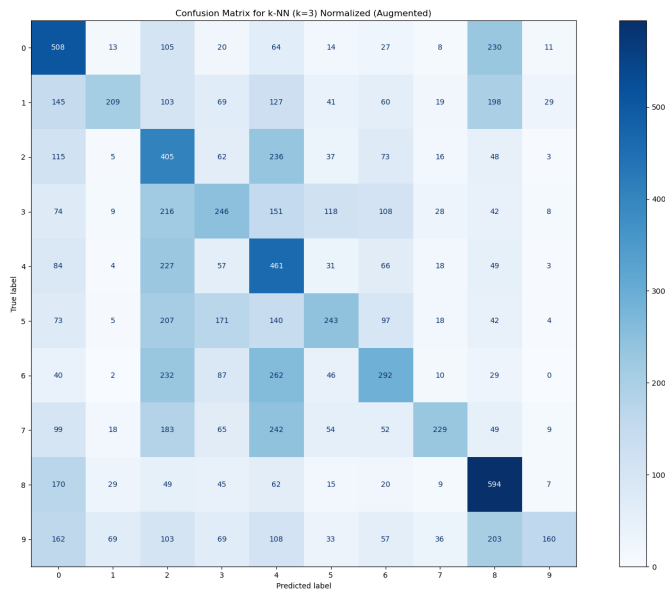 Confusion Matrix for k-NN (k=3) Normalized (Augmented)
0 508 13 105 20 64 14 27 8 230 11
1 145 209 103 69 127 41 60 19 198 29
2 115 5 405 62 236 37 73 16 48 3
3 74 9 216 246 151 118 108 28 42 8
4 84 4 227 57 461 31 66 18 49 3
5 73 5 207 171 140 243 97 18 42 4
6 40 2 232 87 262 46 292 10 29 0
7 99 18 183 65 242 54 52 229 49 9
8 170 29 49 45 62 15 20 9 594 7
9 162 69 103 69 108 33 57 36 203 160
0 1 2 3 4 5 6 7 8 9
Predicted label
True label
500
400
300
200
100
0